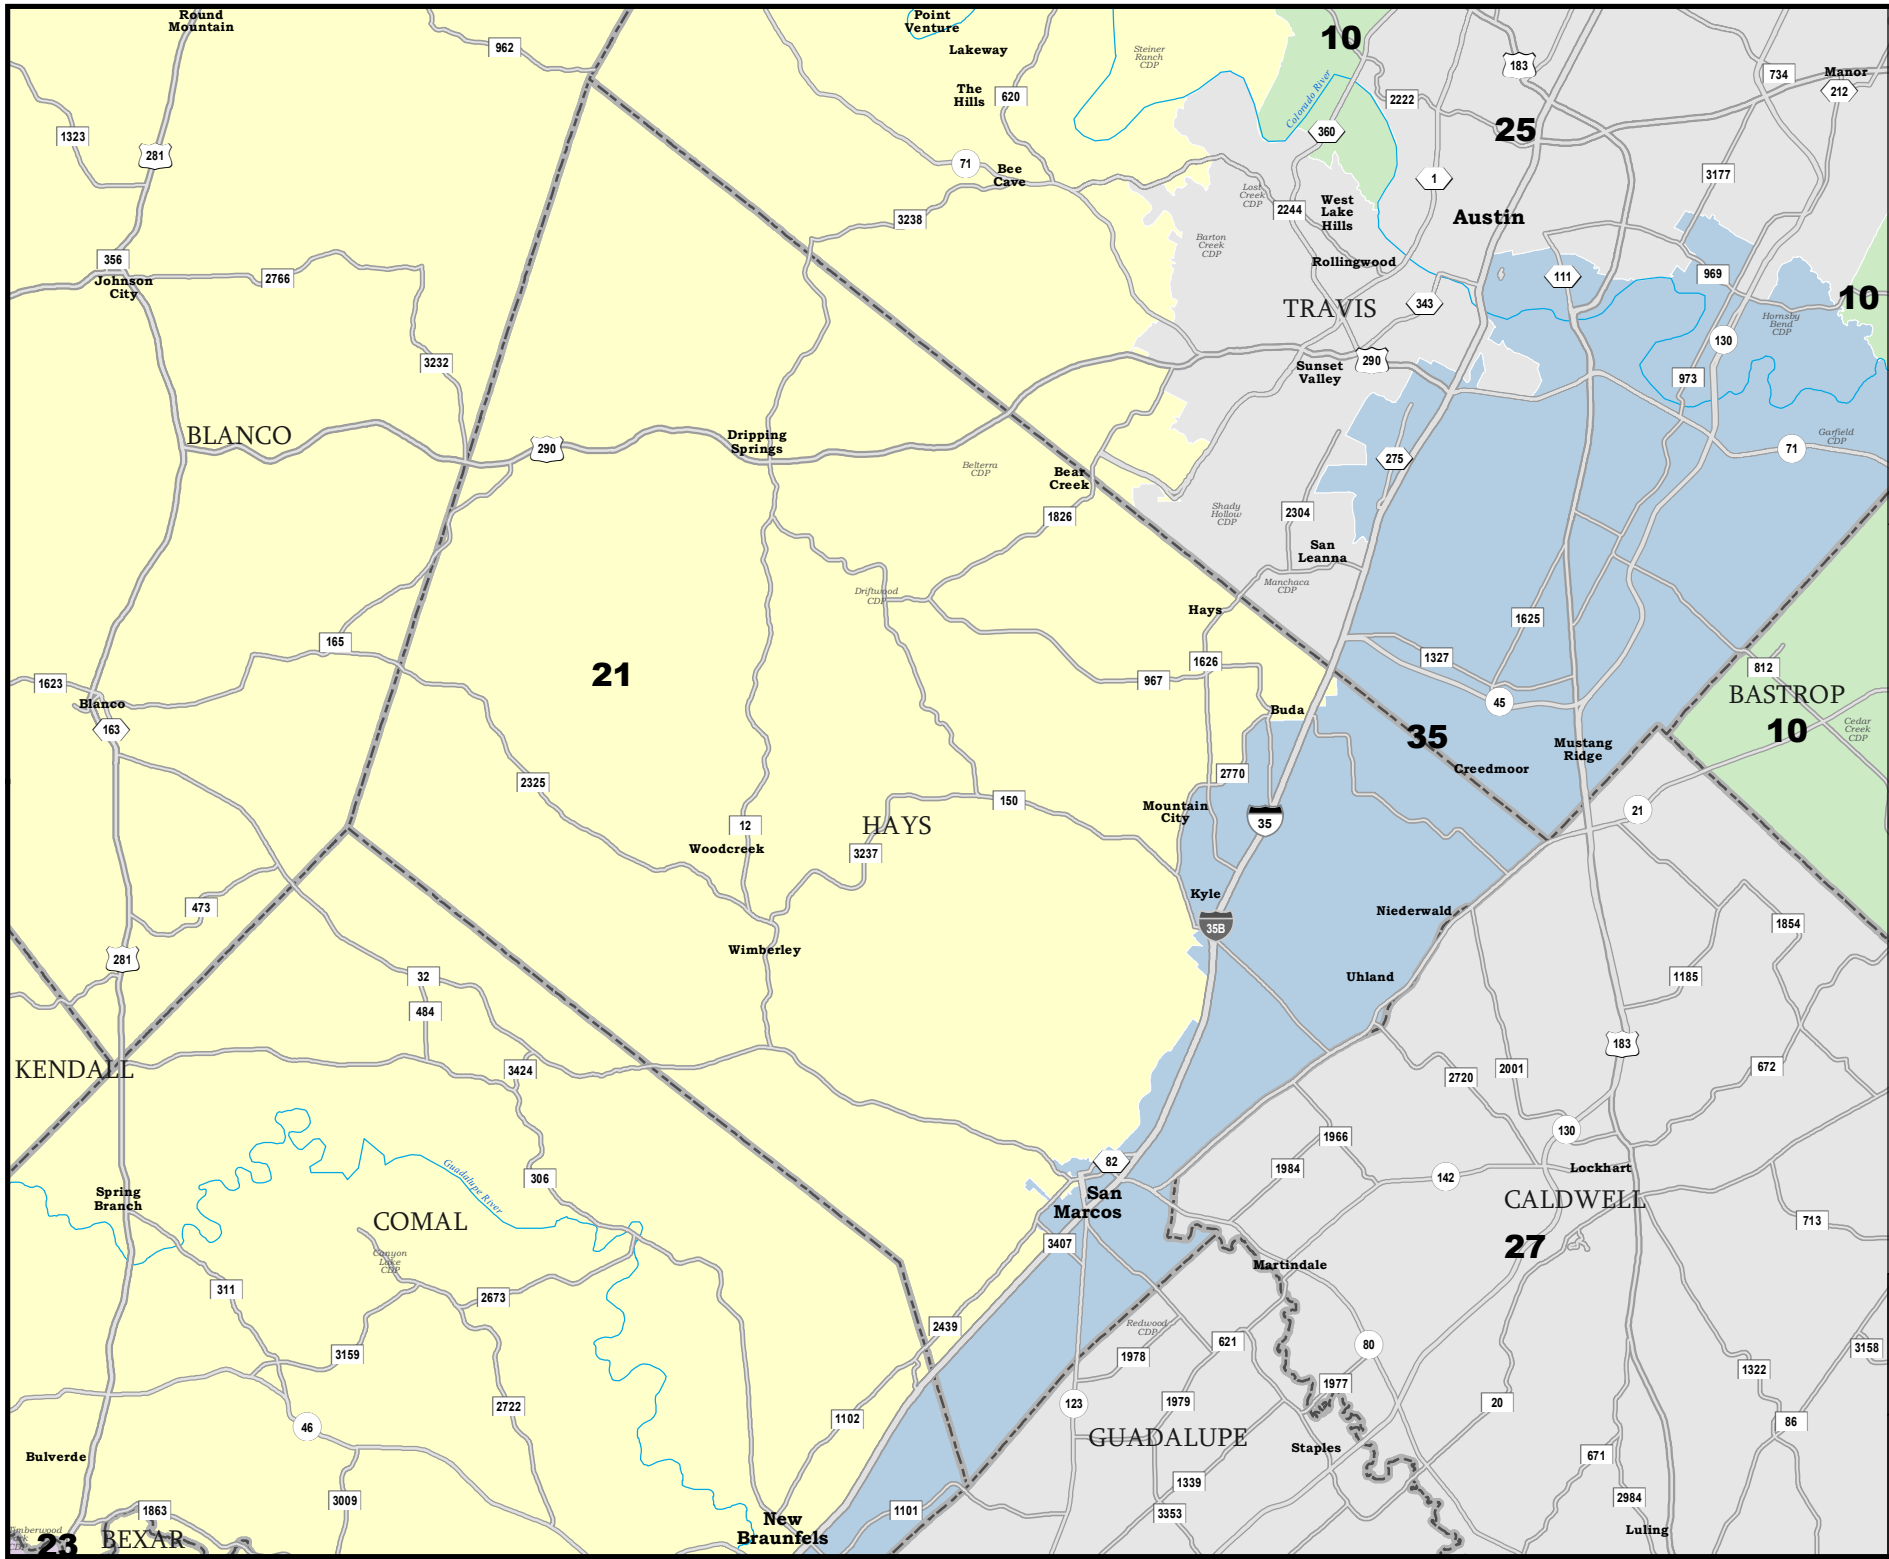 Round
Mountain
962
Point
Venture
Lakeway
Steiner
Ranch
CDP
10
183
734
Manor
212
The
Hills
620
Colorado River
2222
25
1323
281
360
71
Bee
Cave
1
3177
Lost
Creek
CDP
2244
West
Lake
Hills
Austin
3238
Barton
Creek
CDP
Rollingwood
356
Johnson
City
2766
111
969
10
TRAVIS
343
Hornsby
Bend
CDP
130
3232
Sunset
Valley
290
973
BLANCO
290
Dripping
Springs
Belterra
CDP
Bear
Creek
275
71
Garfield
CDP
1826
Shady
Hollow
CDP
2304
San
Leanna
Manchaca
CDP
Driftwood
CDP
Hays
1625
165
21
1626
967
1327
812
BASTROP
1623
Blanco
163
Buda
45
35
10
Cedar
Creek
CDP
Mustang
Ridge
Creedmoor
2325
2770
150
Mountain
City
35
21
12
HAYS
Woodcreek
3237
Kyle
473
Niederwald
1854
35B
Wimberley
281
32
Uhland
1185
484
183
KENDALL
3424
2720
2001
672
1966
130
82
1984
Lockhart
Guadalupe River
306
142
Spring
Branch
San
Marcos
CALDWELL
COMAL
713
3407
27
Canyon
Lake
CDP
Martindale
311
2673
2439
Redwood
CDP
621
80
3159
1978
3158
1322
1977
2722
123
1979
20
46
1102
86
GUADALUPE
Staples
Bulverde
671
1339
3009
2984
1863
1101
3353
New
Braunfels
Luling
Timberwood
CDP
23
BEXAR